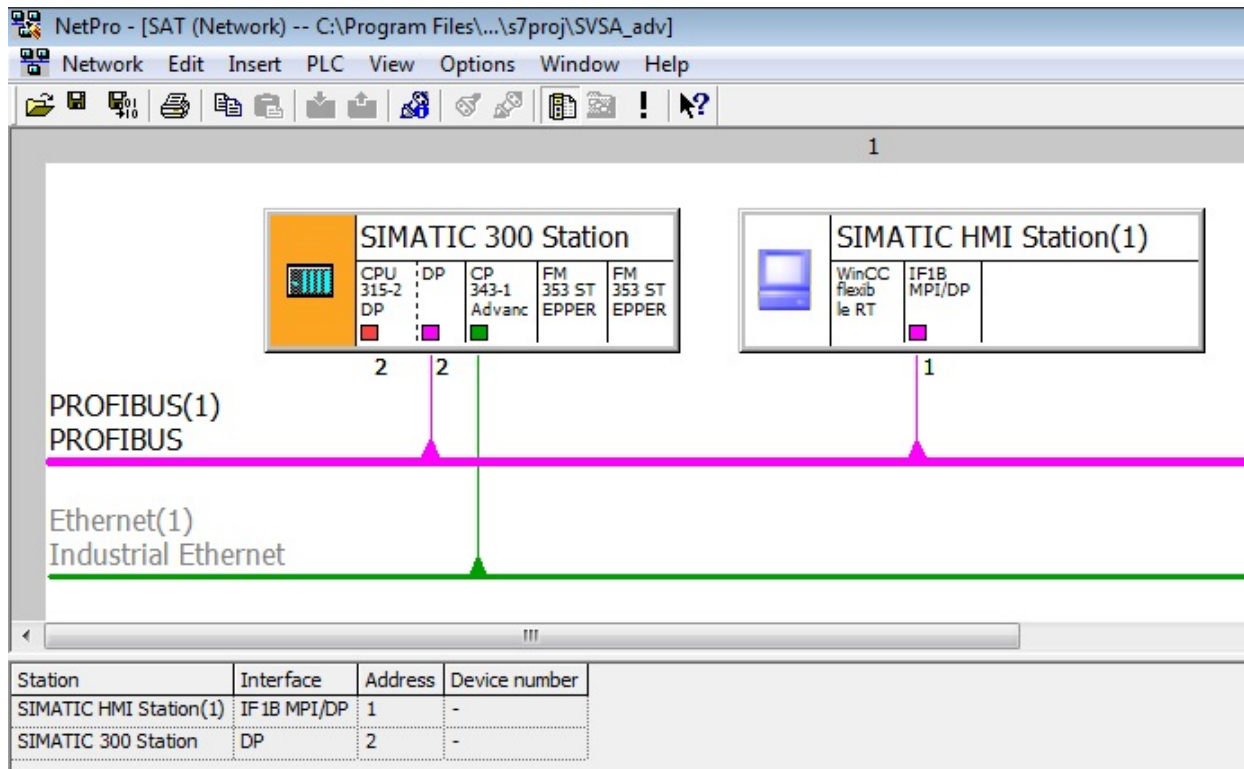 NetPro - [SAT (Network) -- C:\Program Files\...\s7proj\SVSA_adv]
Network Edit Insert PLC View Options Window Help
1
SIMATIC 300 Station
CPU
315-2
DP
DP
CP
343-1
Advanc
FM
353 ST
EPPER
FM
353 ST
EPPER
2
2
SIMATIC HMI Station(1)
WinCC
flexib
le RT
IF1B
MPI/DP
1
PROFIBUS(1)
PROFIBUS
Ethernet(1)
Industrial Ethernet
Station Interface Address Device number
SIMATIC HMI Station(1) IF1B MPI/DP 1 -
SIMATIC 300 Station DP 2 -